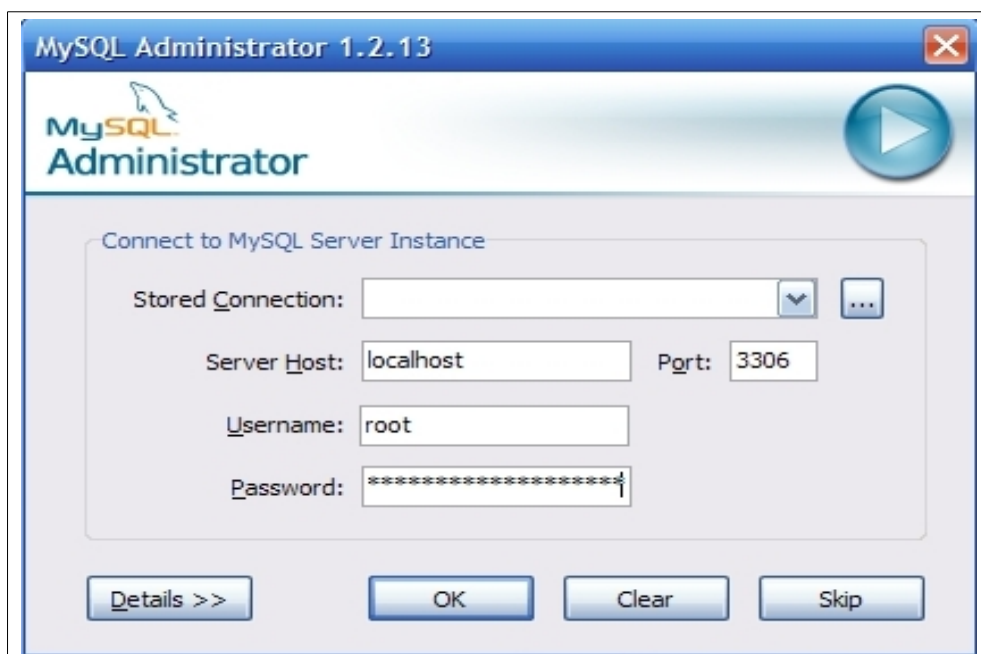 MySQL Administrator 1.2.13
MySQL
Administrator
Connect to MySQL Server Instance
Stored Connection:
...
Server Host: localhost Port: 3306
Username: root
Password: *******************
Details >> OK Clear Skip